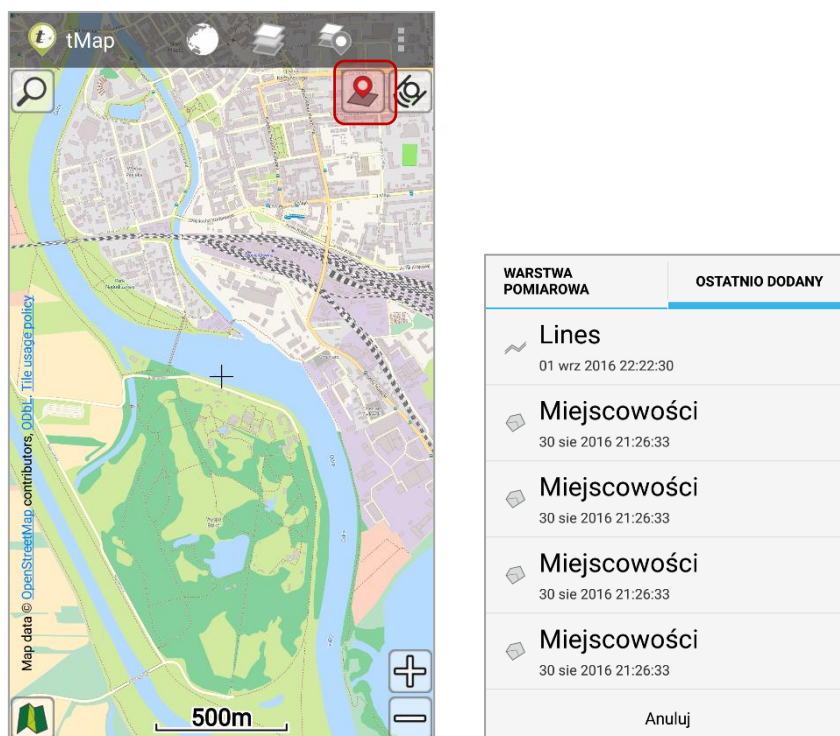 tMap
Map data © OpenStreetMap contributors, ODbL. Tile usage policy
500m
WARSTWA
POMIAROWA
OSTATNIO DODANY
Lines
01 wrz 2016 22:22:30
Miejscowości
30 sie 2016 21:26:33
Miejscowości
30 sie 2016 21:26:33
Miejscowości
30 sie 2016 21:26:33
Miejscowości
30 sie 2016 21:26:33
Anuluj